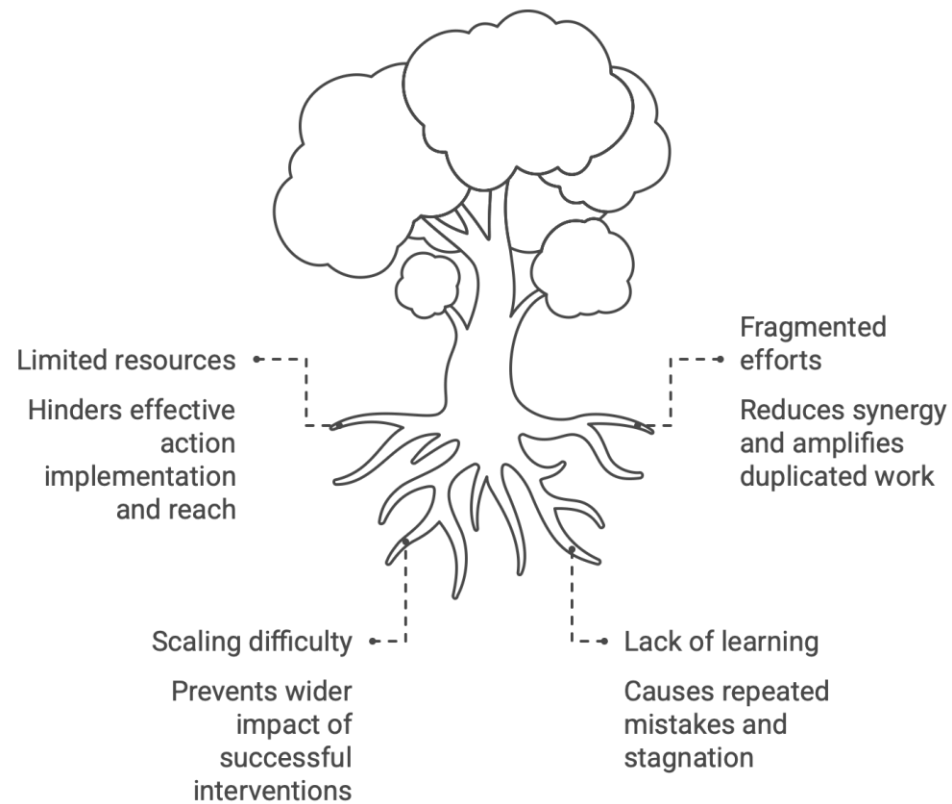 Limited resources
Hinders effective
action
implementation
and reach
Fragmented
efforts
Reduces synergy
and amplifies
duplicated work
Scaling difficulty
Prevents wider
impact of
successful
interventions
Lack of learning
Causes repeated
mistakes and
stagnation